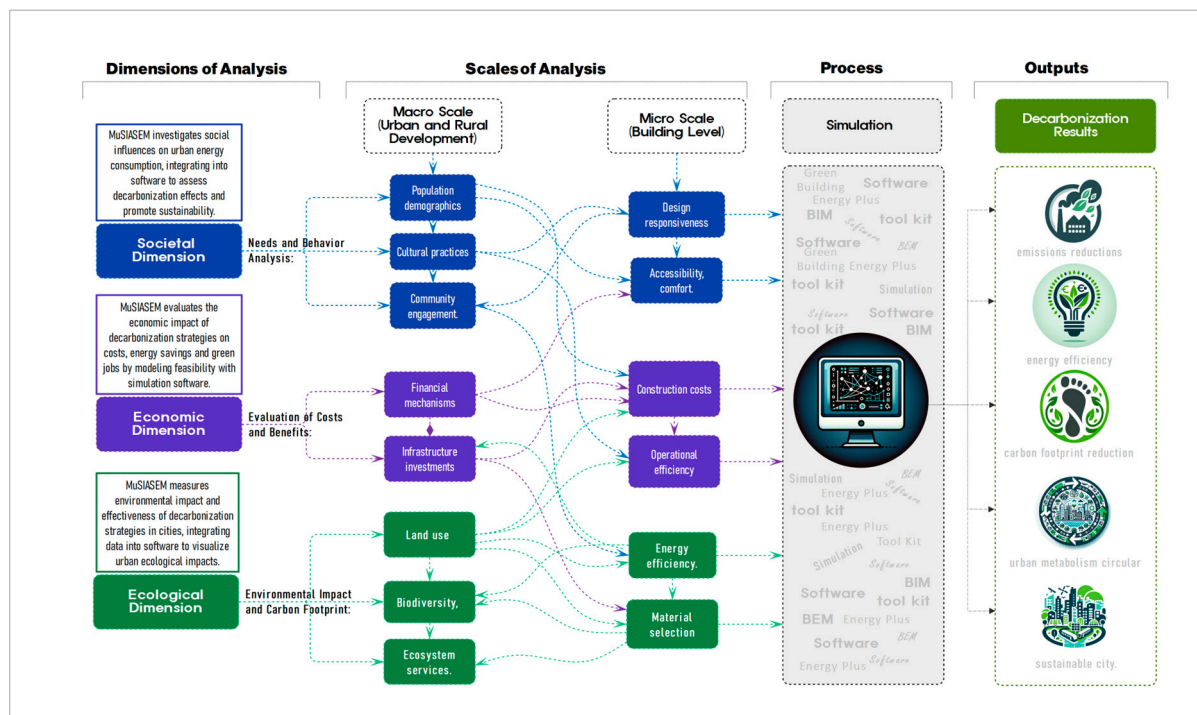 Dimensions of Analysis
Scales of Analysis
Process
Outputs
Macro Scale
(Urban and Rural
Development)
Micro Scale
(Building Level)
Simulation
Decarbonization
Results
MuSIASEM investigates social
influences on urban energy
consumption, integrating into
software to assess
decarbonization effects and
promote sustainability.
Societal
Dimension
Needs and Behavior
Analysis:
Population
demographics
Cultural practices
Community
engagement.
Design
responsiveness
Accessibility,
comfort.
MuSIASEM evaluates the
economic impact of
decarbonization strategies on
costs, energy savings and green
jobs by modeling feasibility with
simulation software.
Economic
Dimension
Evaluation of Costs
and Benefits:
Financial
mechanisms
Infrastructure
investments
Construction costs
Operational
efficiency
MuSIASEM measures
environmental impact and
effectiveness of decarbonization
strategies in cities, integrating
data into software to visualize
urban ecological impacts.
Ecological
Dimension
Environmental Impact
and Carbon Footprint:
Land use
Biodiversity,
Ecosystem
services.
Energy
efficiency.
Material
selection
Green
Building
Software
Energy Plus
BIM
Software
tool kit
Software
BEM
Green
Building Energy Plus
tool kit
Simulation
Software
Software
tool kit
BIM
Simulation
BEM
Energy Plus
Software
tool kit
Energy Plus
Tool Kit
Simulation
Software
BIM
Software
tool kit
BEM
Energy Plus
Software
BEM
Energy Plus
Software
emissions reductions
energy efficiency
carbon footprint reduction
urban metabolism circular
sustainable city.